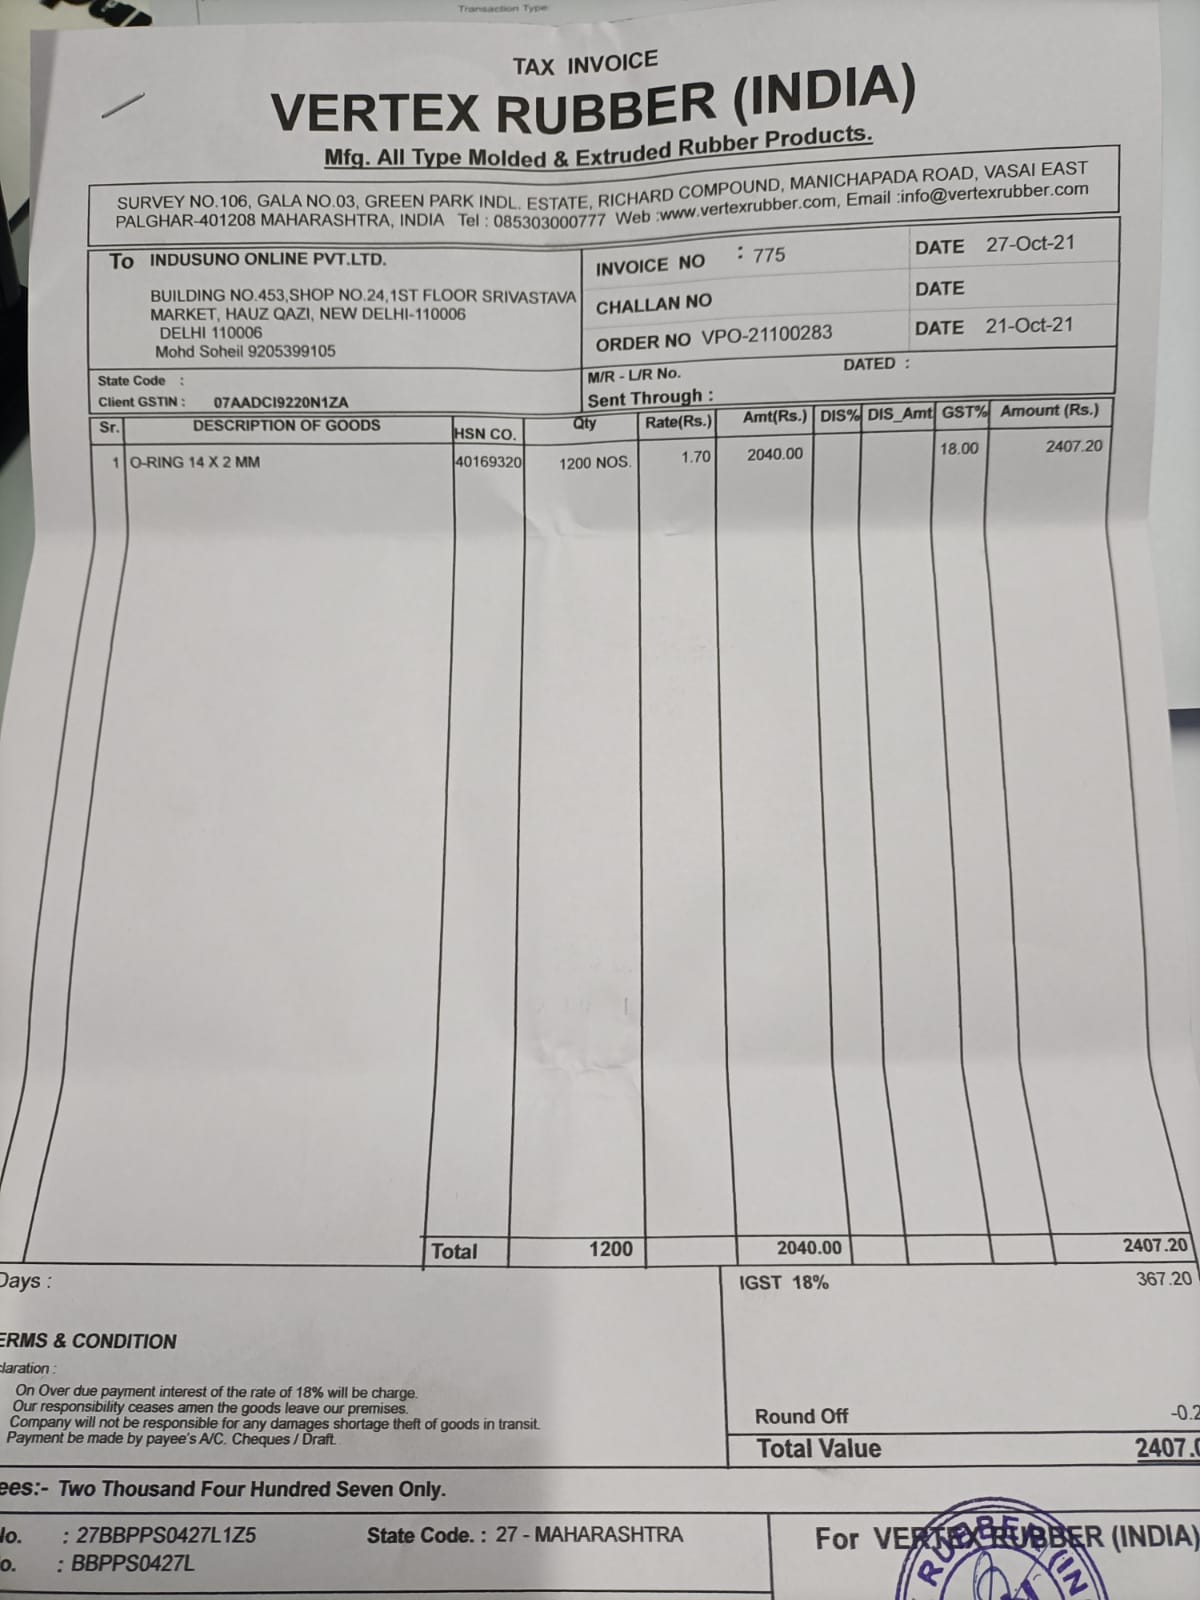 Transaction Type:
TAX INVOICE
VERTEX RUBBER (INDIA)
Mfg. All Type Molded & Extruded Rubber Products.
SURVEY NO.106, GALA NO.03, GREEN PARK INDL. ESTATE, RICHARD COMPOUND, MANICHAPADA ROAD, VASAI EAST
PALGHAR-401208 MAHARASHTRA, INDIA Tel : 085303000777 Web :www.vertexrubber.com, Email :info@vertexrubber.com
To INDUSUNO ONLINE PVT.LTD.
BUILDING NO.453,SHOP NO.24,1ST FLOOR SRIVASTAVA
MARKET, HAUZ QAZI, NEW DELHI-110006
DELHI 110006
Mohd Soheil 9205399105
State Code :
Client GSTIN : 07AADCI9220N1ZA
INVOICE NO : 775 DATE 27-Oct-21
CHALLAN NO DATE
ORDER NO VPO-21100283 DATE 21-Oct-21
M/R - L/R No. DATED :
Sent Through :
Sr. DESCRIPTION OF GOODS HSN CO. Qty Rate(Rs.) Amt(Rs.) DIS% DIS_Amt GST% Amount (Rs.)
1 O-RING 14 X 2 MM 40169320 1200 NOS. 1.70 2040.00 18.00 2407.20
Total 1200 2040.00 2407.20
Days :
IGST 18% 367.20
ERMS & CONDITION
claration :
On Over due payment interest of the rate of 18% will be charge.
Our responsibility ceases amen the goods leave our premises.
Company will not be responsible for any damages shortage theft of goods in transit.
Payment be made by payee's A/C. Cheques / Draft.
Round Off -0.2
Total Value 2407.0
ees:- Two Thousand Four Hundred Seven Only.
No. : 27BBPPS0427L1Z5 State Code. : 27 - MAHARASHTRA
o. : BBPPS0427L
For VERTEX RUBBER (INDIA)
RUBBER (IN